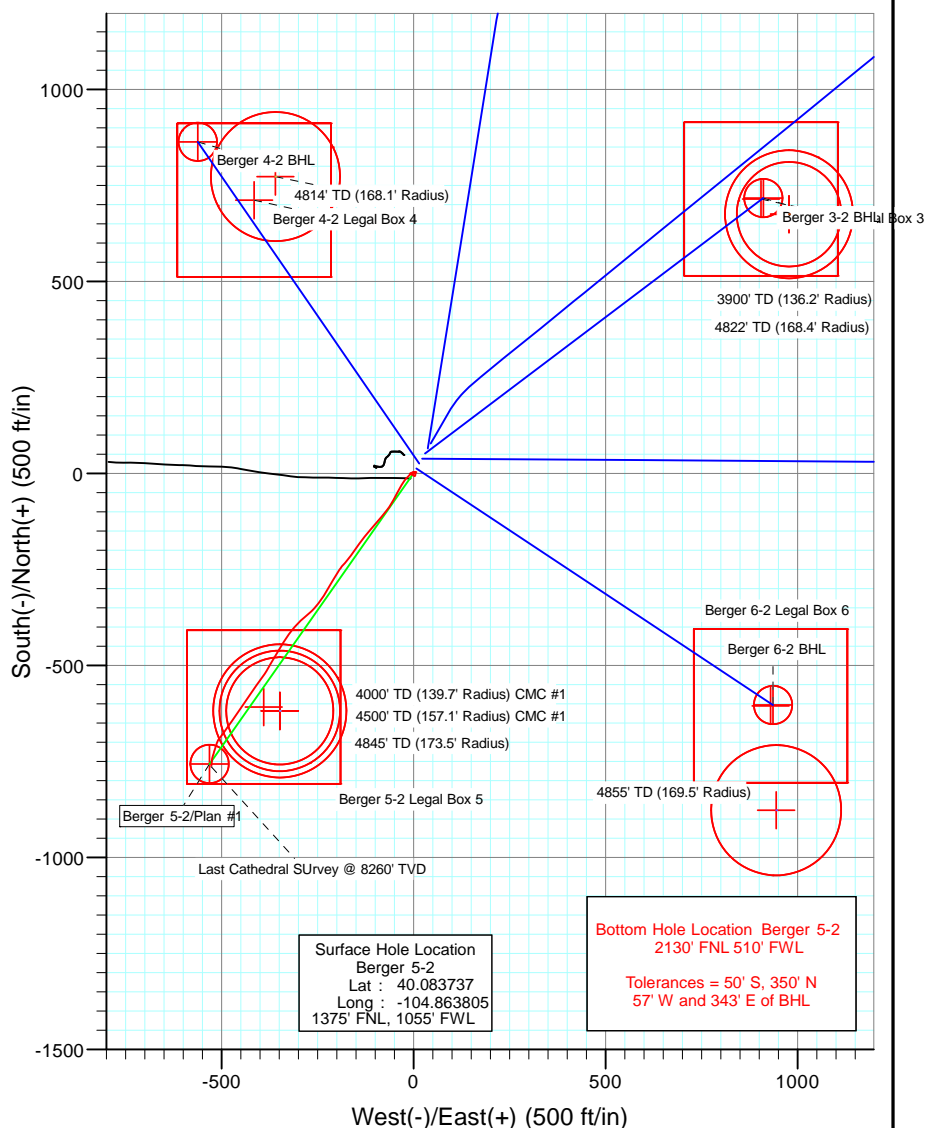 1000
500
0
-500
-1000
-1500
South(-)/North(+) (500 ft/in)
Berger 4-2 BHL
4814' TD (168.1' Radius)
Berger 4-2 Legal Box 4
Berger 3-2 BHL
l Box 3
3900' TD (136.2' Radius)
4822' TD (168.4' Radius)
Berger 6-2 Legal Box 6
Berger 6-2 BHL
4000' TD (139.7' Radius) CMC #1
4500' TD (157.1' Radius) CMC #1
4845' TD (173.5' Radius)
4855' TD (169.5' Radius)
Berger 5-2 Legal Box 5
Berger 5-2/Plan #1
Last Cathedral SUrvey @ 8260' TVD
Surface Hole Location
Berger 5-2
Lat : 40.083737
Long : -104.863805
1375' FNL, 1055' FWL
Bottom Hole Location Berger 5-2
2130' FNL 510' FWL
Tolerances = 50' S, 350' N
57' W and 343' E of BHL
-500
0
500
1000
West(-)/East(+) (500 ft/in)